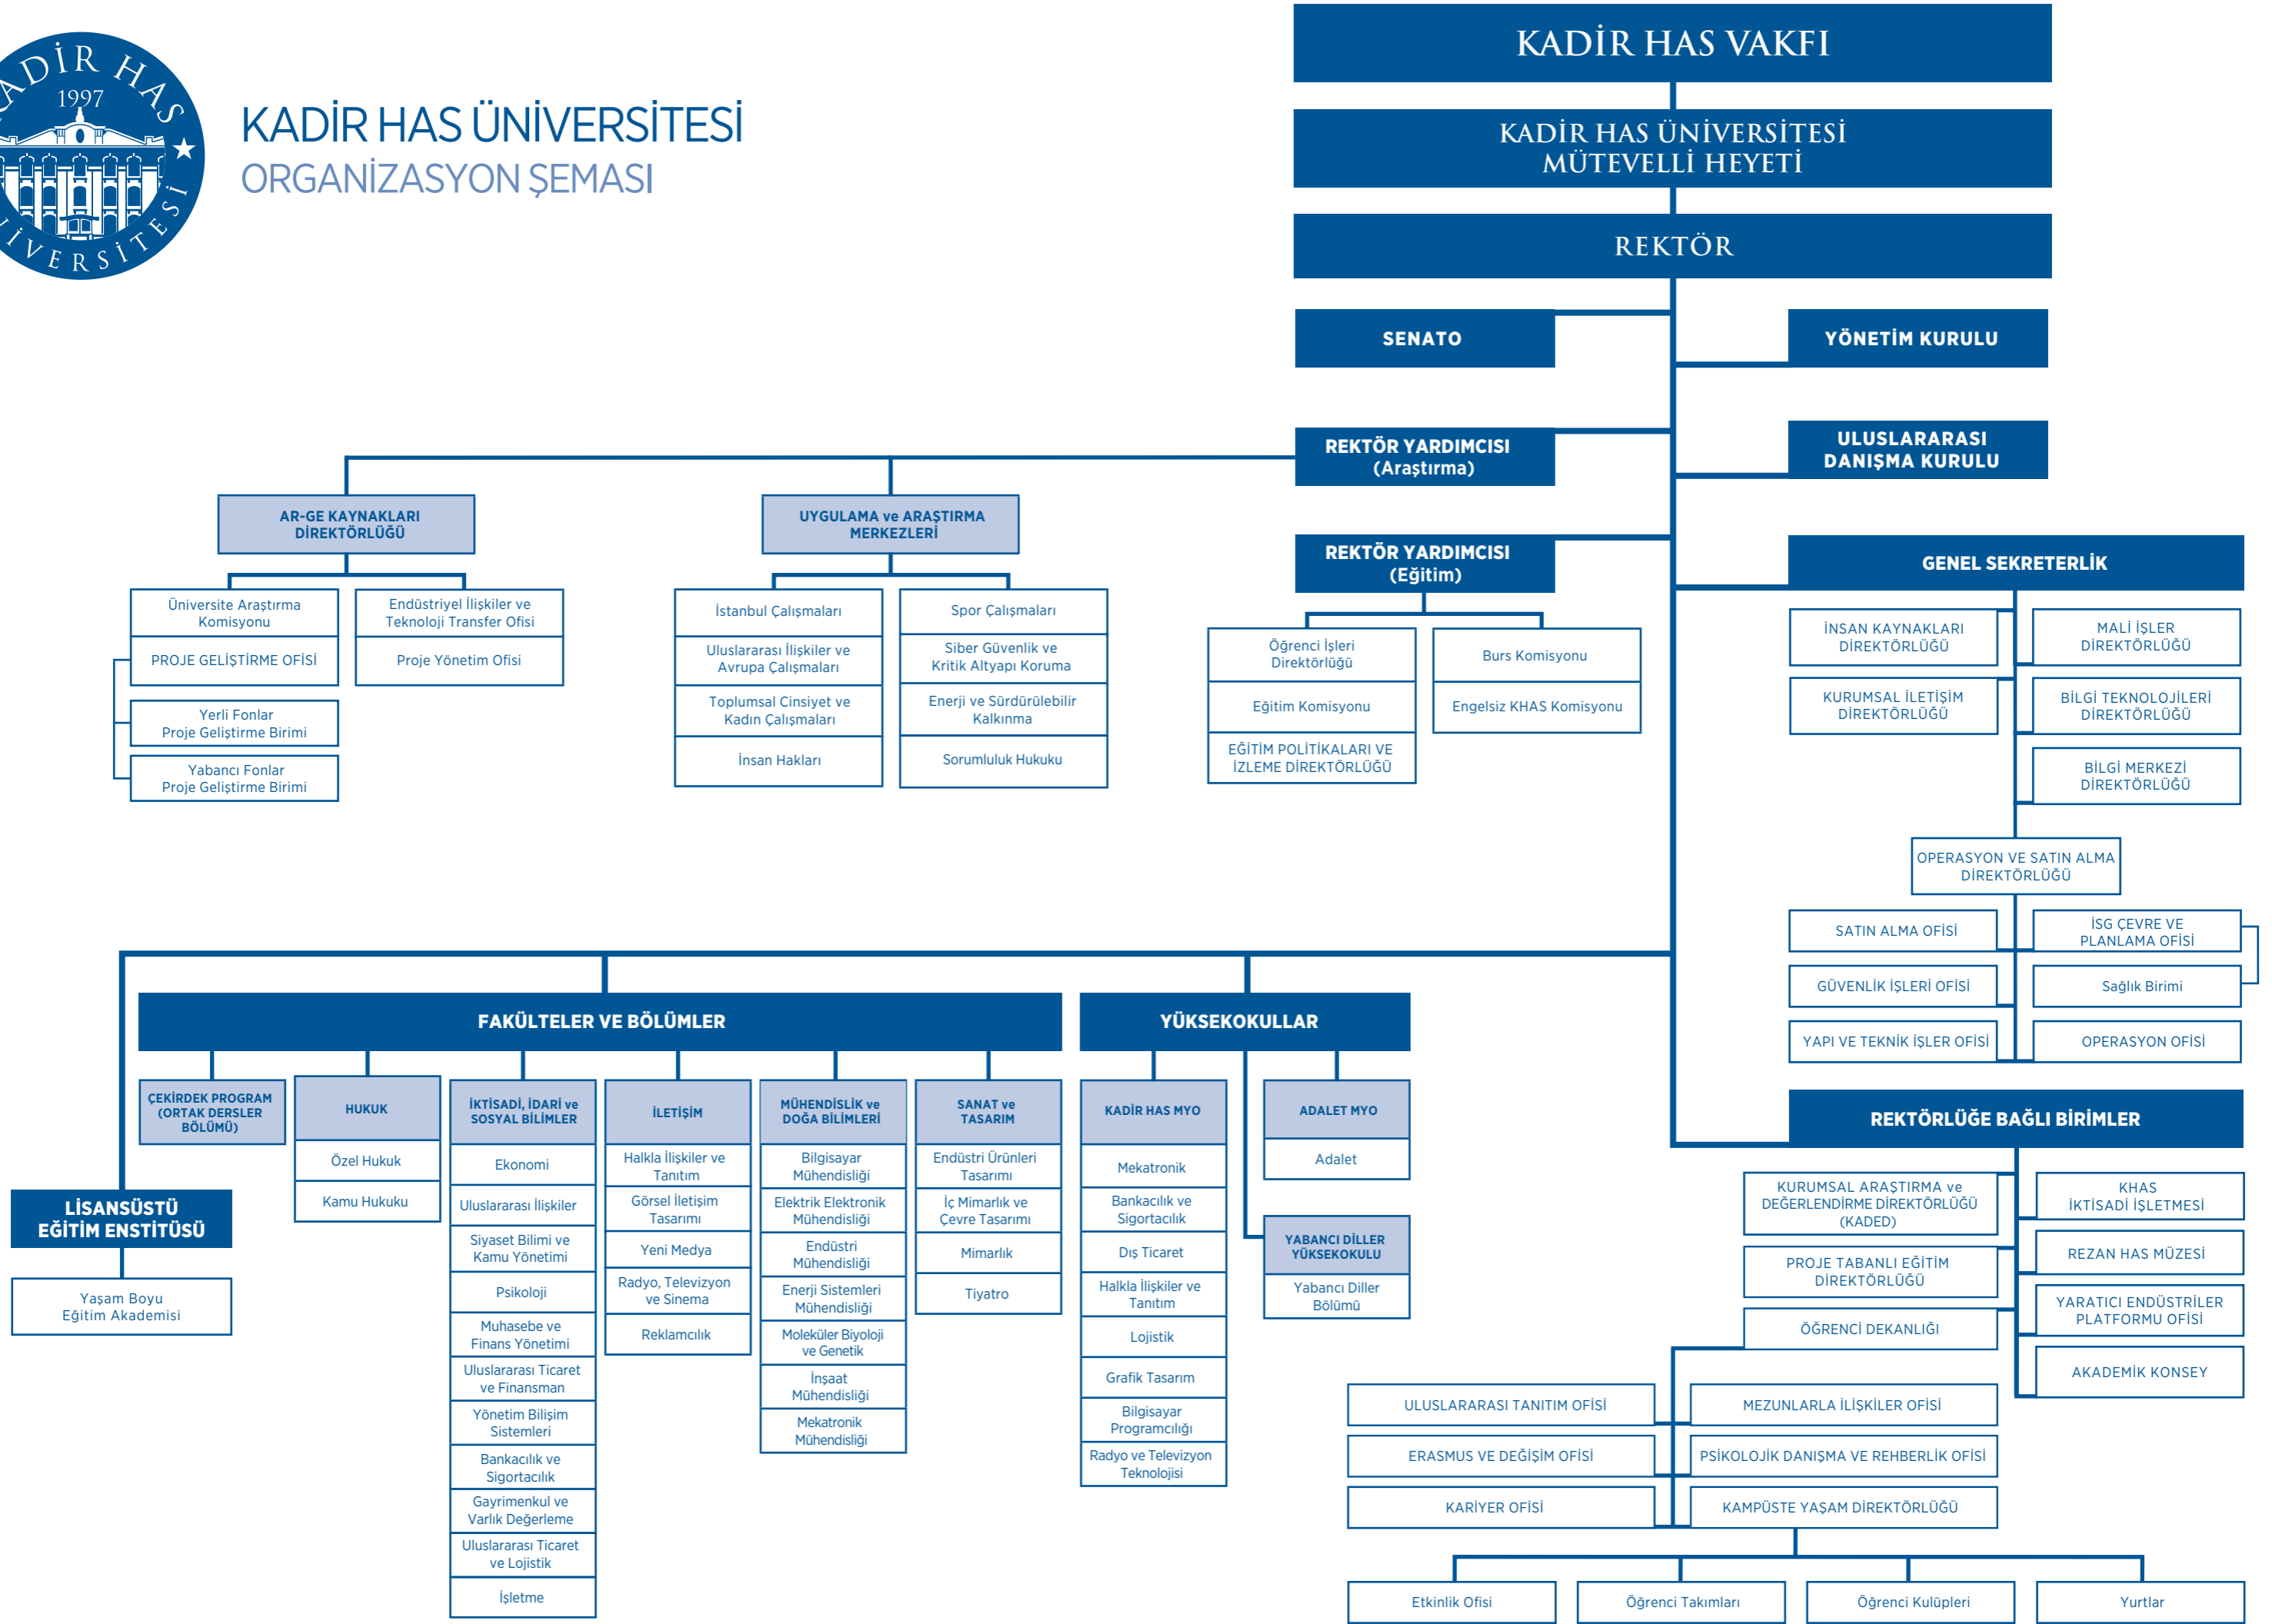 KADİR HAS
1997
ÜNİVERSİTESİ
KADİR HAS ÜNİVERSİTESİ
ORGANİZASYON ŞEMASI
KADİR HAS VAKFI
KADİR HAS ÜNİVERSİTESİ
MÜTEVELLİ HEYETİ
REKTÖR
SENATO
YÖNETİM KURULU
REKTÖR YARDIMCISI
(Araştırma)
ULUSLARARASI
DANIŞMA KURULU
AR-GE KAYNAKLARI
DİREKTÖRLÜĞÜ
Üniversite Araştırma
Komisyonu
PROJE GELİŞTİRME OFİSİ
Yerli Fonlar
Proje Geliştirme Birimi
Yabancı Fonlar
Proje Geliştirme Birimi
Endüstriyel İlişkiler ve
Teknoloji Transfer Ofisi
Proje Yönetim Ofisi
UYGULAMA ve ARAŞTIRMA
MERKEZLERİ
İstanbul Çalışmaları
Uluslararası İlişkiler ve
Avrupa Çalışmaları
Toplumsal Cinsiyet ve
Kadın Çalışmaları
İnsan Hakları
Spor Çalışmaları
Siber Güvenlik ve
Kritik Altyapı Koruma
Enerji ve Sürdürülebilir
Kalkınma
Sorumluluk Hukuku
REKTÖR YARDIMCISI
(Eğitim)
Öğrenci İşleri
Direktörlüğü
Eğitim Komisyonu
EĞİTİM POLİTİKALARI VE
İZLEME DİREKTÖRLÜĞÜ
Burs Komisyonu
Engelsiz KHAS Komisyonu
GENEL SEKRETERLİK
İNSAN KAYNAKLARI
DİREKTÖRLÜĞÜ
MALİ İŞLER
DİREKTÖRLÜĞÜ
KURUMSAL İLETİŞİM
DİREKTÖRLÜĞÜ
BİLGİ TEKNOLOJİLERİ
DİREKTÖRLÜĞÜ
BİLGİ MERKEZİ
DİREKTÖRLÜĞÜ
OPERASYON VE SATIN ALMA
DİREKTÖRLÜĞÜ
SATIN ALMA OFİSİ
İSG ÇEVRE VE
PLANLAMA OFİSİ
GÜVENLİK İŞLERİ OFİSİ
Sağlık Birimi
YAPI VE TEKNİK İŞLER OFİSİ
OPERASYON OFİSİ
FAKÜLTELER VE BÖLÜMLER
ÇEKİRDEK PROGRAM
(ORTAK DERSLER
BÖLÜMÜ)
HUKUK
Özel Hukuk
Kamu Hukuku
İKTİSADİ, İDARİ ve
SOSYAL BİLİMLER
Ekonomi
Uluslararası İlişkiler
Siyaset Bilimi ve
Kamu Yönetimi
Psikoloji
Muhasebe ve
Finans Yönetimi
Uluslararası Ticaret
ve Finansman
Yönetim Bilişim
Sistemleri
Bankacılık ve
Sigortacılık
Gayrimenkul ve
Varlık Değerleme
Uluslararası Ticaret
ve Lojistik
İşletme
İLETİŞİM
Halkla İlişkiler ve
Tanıtım
Görsel İletişim
Tasarımı
Yeni Medya
Radyo, Televizyon
ve Sinema
Reklamcılık
MÜHENDİSLİK ve
DOĞA BİLİMLERİ
Bilgisayar
Mühendisliği
Elektrik Elektronik
Mühendisliği
Endüstri
Mühendisliği
Enerji Sistemleri
Mühendisliği
Moleküler Biyoloji
ve Genetik
İnşaat
Mühendisliği
Mekatronik
Mühendisliği
SANAT ve
TASARIM
Endüstri Ürünleri
Tasarımı
İç Mimarlık ve
Çevre Tasarımı
Mimarlık
Tiyatro
YÜKSEKOKULLAR
KADİR HAS MYO
Mekatronik
Bankacılık ve
Sigortacılık
Dış Ticaret
Halkla İlişkiler ve
Tanıtım
Lojistik
Grafik Tasarım
Bilgisayar
Programcılığı
Radyo ve Televizyon
Teknolojisi
ADALET MYO
Adalet
YABANCI DİLLER
YÜKSEKOKULU
Yabancı Diller
Bölümü
LİSANSÜSTÜ
EĞİTİM ENSTİTÜSÜ
Yaşam Boyu
Eğitim Akademisi
REKTÖRLÜĞE BAĞLI BİRİMLER
KURUMSAL ARAŞTIRMA ve
DEĞERLENDİRME DİREKTÖRLÜĞÜ
(KADED)
KHAS
İKTİSADİ İŞLETMESİ
PROJE TABANLI EĞİTİM
DİREKTÖRLÜĞÜ
REZAN HAS MÜZESİ
ÖĞRENCİ DEKANLIĞI
YARATICI ENDÜSTRİLER
PLATFORMU OFİSİ
AKADEMİK KONSEY
ULUSLARARASI TANITIM OFİSİ
MEZUNLARLA İLİŞKİLER OFİSİ
ERASMUS VE DEĞİŞİM OFİSİ
PSİKOLOJİK DANIŞMA VE REHBERLİK OFİSİ
KARİYER OFİSİ
KAMPÜSTE YAŞAM DİREKTÖRLÜĞÜ
Etkinlik Ofisi
Öğrenci Takımları
Öğrenci Kulüpleri
Yurtlar